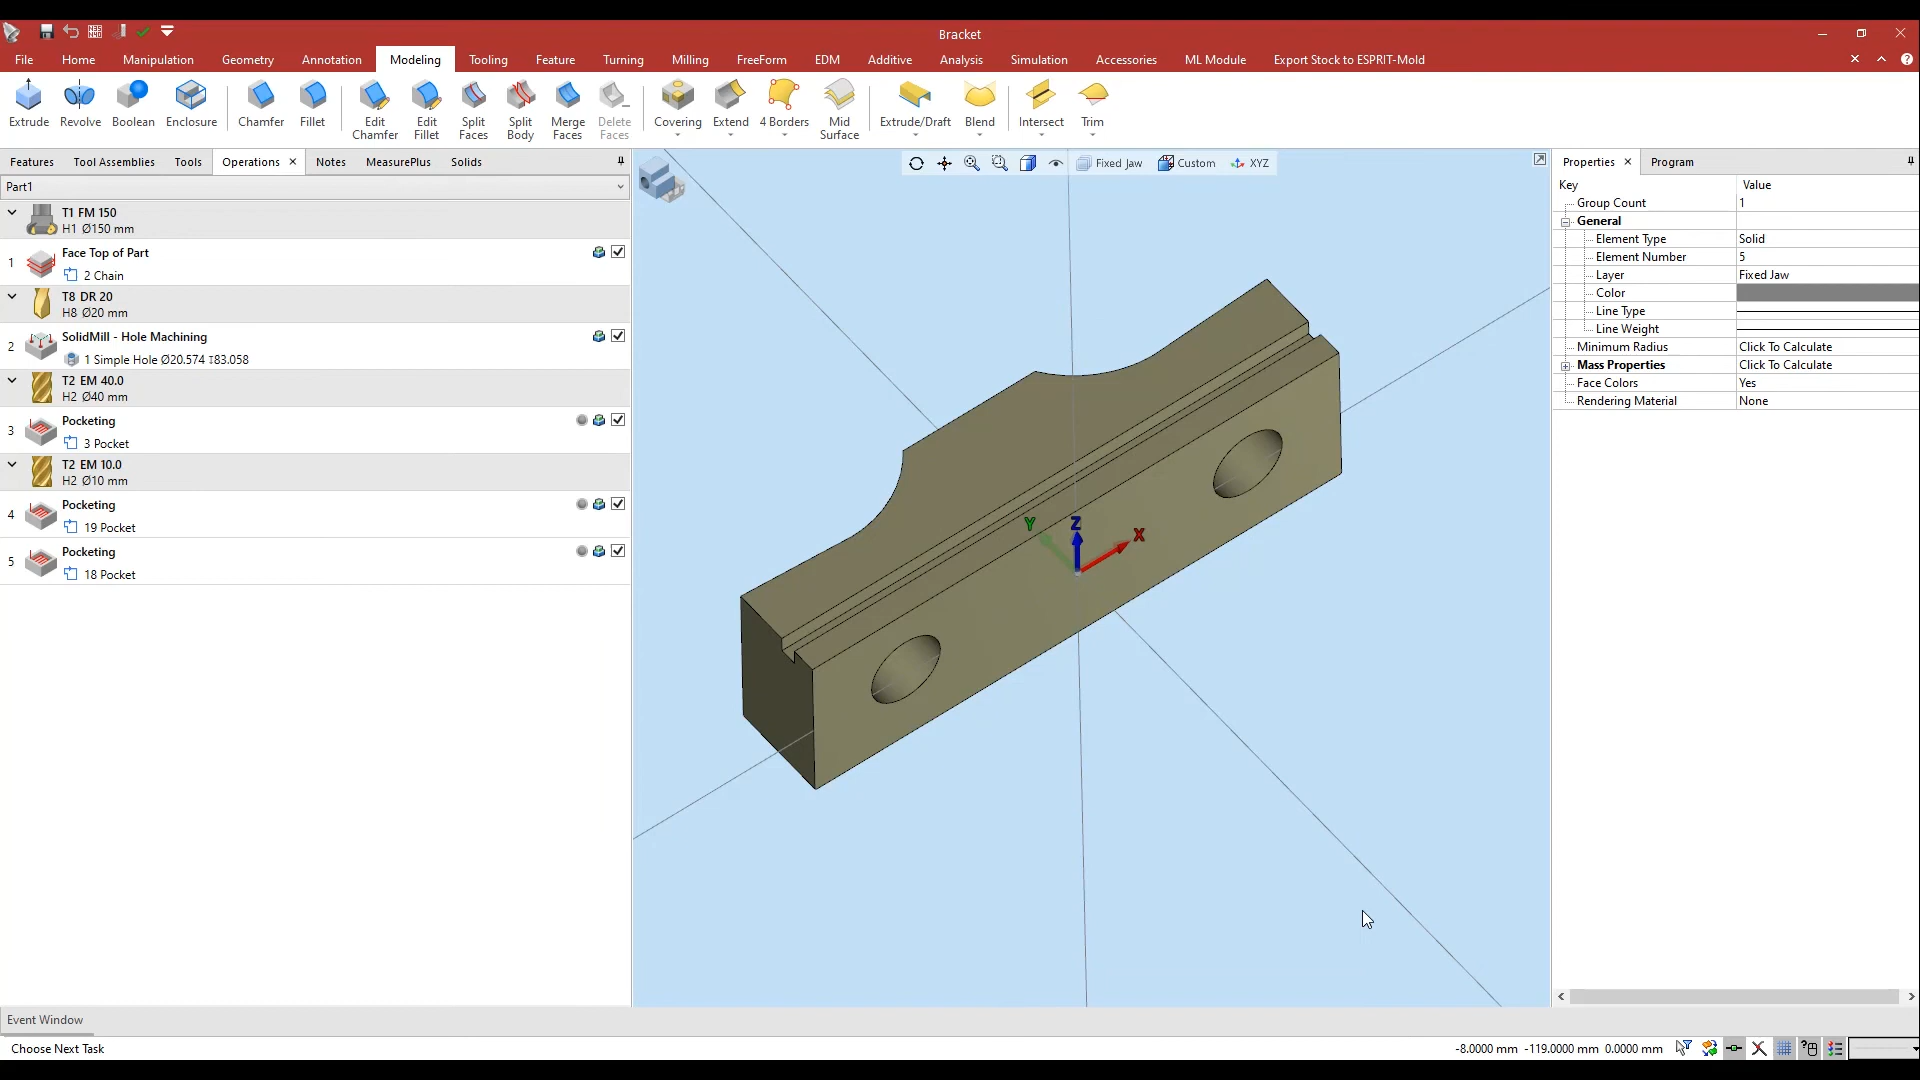 Bracket
File Home Manipulation Geometry Annotation Modeling Tooling Feature Turning Milling FreeForm EDM Additive Analysis Simulation Accessories ML Module Export Stock to ESPRIT-Mold
Extrude Revolve Boolean Enclosure Chamfer Fillet Edit Chamfer Edit Fillet Split Faces Split Body Merge Faces Delete Faces Covering Extend 4 Borders Mid Surface Extrude/Draft Blend Intersect Trim
Features Tool Assemblies Tools Operations Notes MeasurePlus Solids
Part1
T1 FM 150
H1 Ø150 mm
1 Face Top of Part
2 Chain
T8 DR 20
H8 Ø20 mm
2 SolidMill - Hole Machining
1 Simple Hole Ø20.574 ↧83.058
T2 EM 40.0
H2 Ø40 mm
3 Pocketing
3 Pocket
T2 EM 10.0
H2 Ø10 mm
4 Pocketing
19 Pocket
5 Pocketing
18 Pocket
Fixed Jaw Custom XYZ
Y Z X
Properties Program
Key Value
Group Count 1
General
Element Type Solid
Element Number 5
Layer Fixed Jaw
Color
Line Type
Line Weight
Minimum Radius Click To Calculate
Mass Properties Click To Calculate
Face Colors Yes
Rendering Material None
Event Window
Choose Next Task
-8.0000 mm -119.0000 mm 0.0000 mm